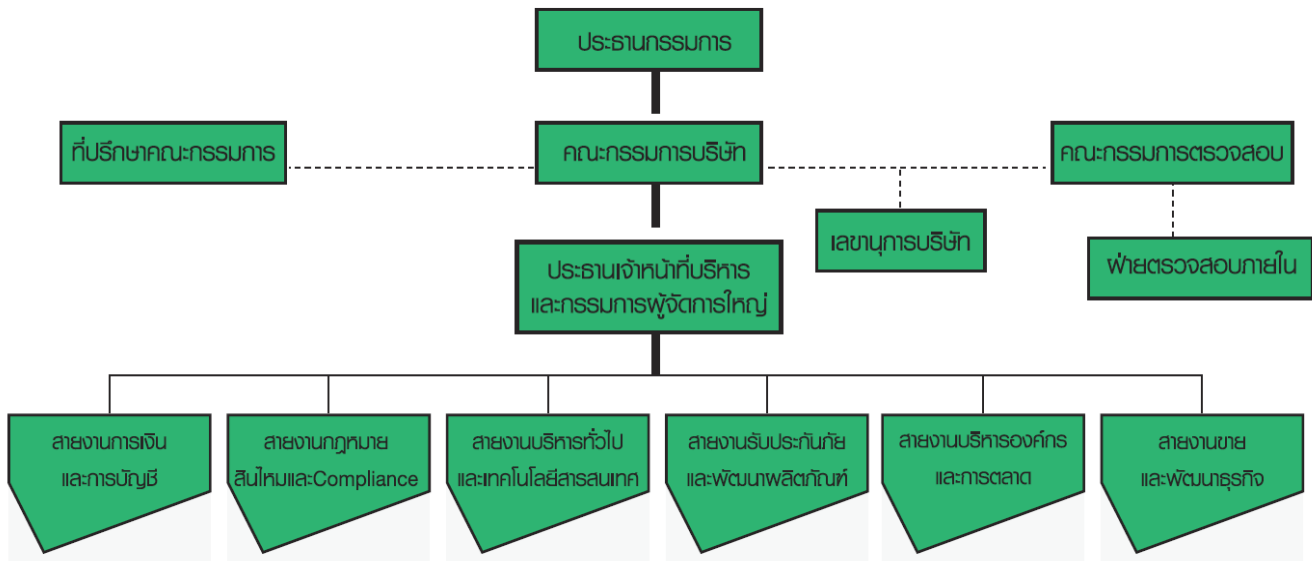 ประธานกรรมการ
ที่ปรึกษาคณะกรรมการ
คณะกรรมการบริษัท
คณะกรรมการตรวจสอบ
เลขานุการบริษัท
ฝ่ายตรวจสอบภายใน
ประธานเจ้าหน้าที่บริหาร
และกรรมการผู้จัดการใหญ่
สายงานการเงิน
และการบัญชี
สายงานกฎหมาย
สินไหมและCompliance
สายงานบริหารทั่วไป
และเทคโนโลยีสารสนเทศ
สายงานรับประกันภัย
และพัฒนาผลิตภัณฑ์
สายงานบริหารองค์กร
และการตลาด
สายงานขาย
และพัฒนาธุรกิจ